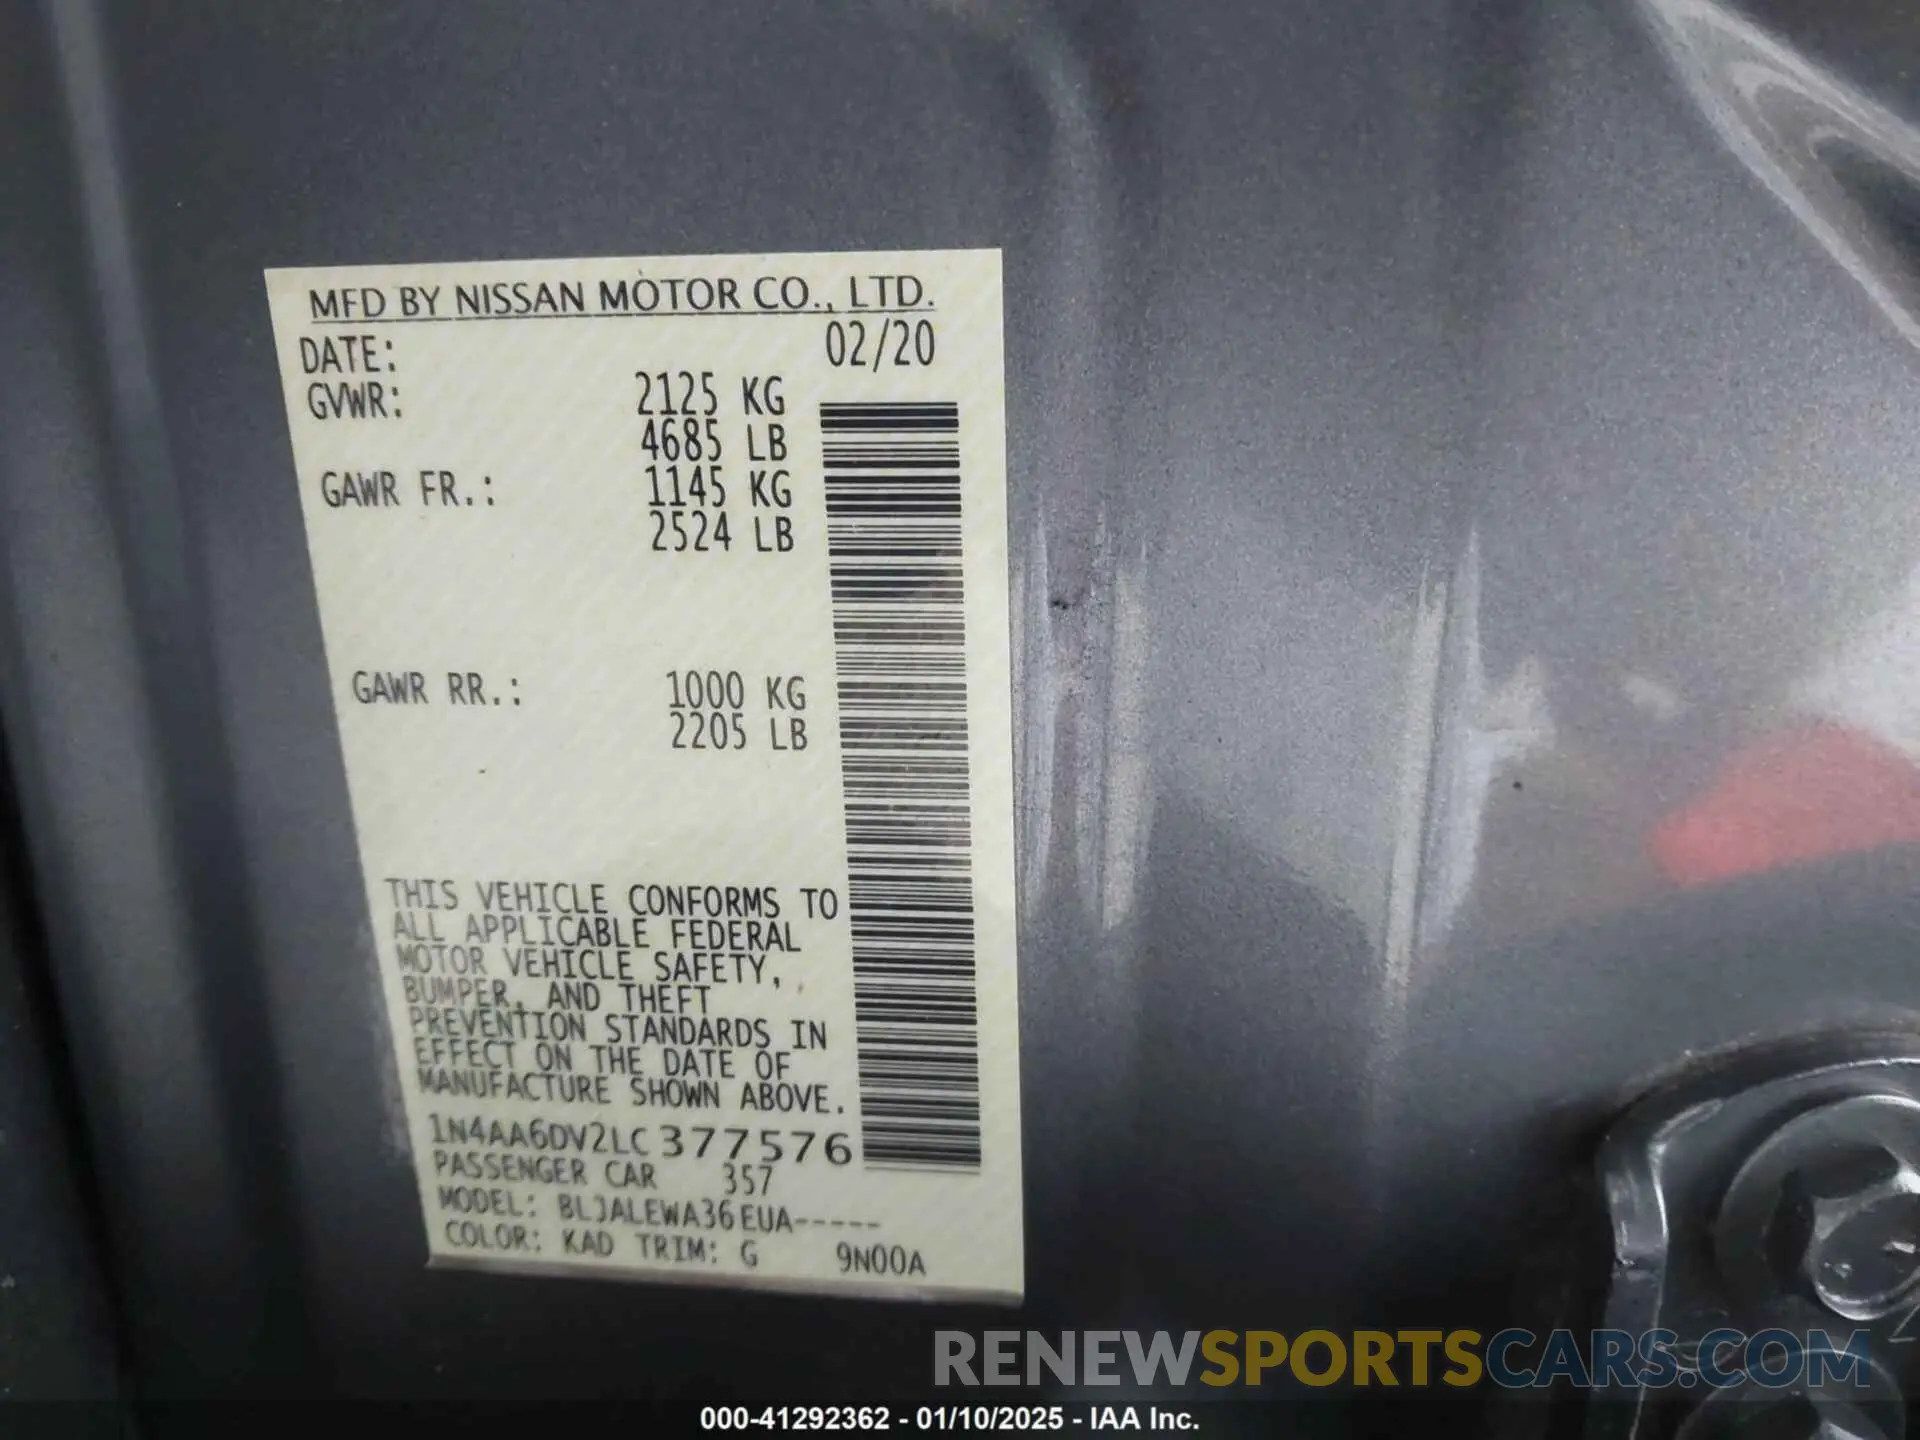 MFD BY NISSAN MOTOR CO., LTD.
DATE: 02/20
GVWR: 2125 KG
4685 LB
GAWR FR.: 1145 KG
2524 LB
GAWR RR.: 1000 KG
2205 LB
THIS VEHICLE CONFORMS TO
ALL APPLICABLE FEDERAL
MOTOR VEHICLE SAFETY,
BUMPER, AND THEFT
PREVENTION STANDARDS IN
EFFECT ON THE DATE OF
MANUFACTURE SHOWN ABOVE.
1N4AA6DV2LC377576
PASSENGER CAR 357
MODEL: BLJALEWA36EUA-----
COLOR: KAD TRIM: G 9N00A
RENEWSPORTSCARS.COM
000-41292362 - 01/10/2025 - IAA Inc.